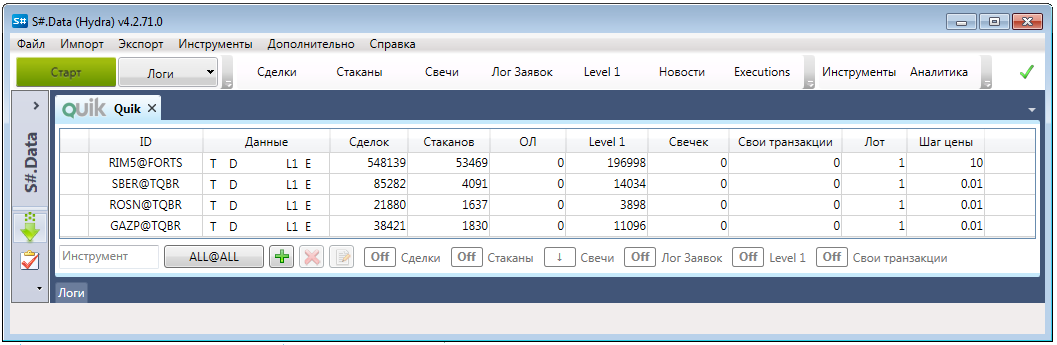 S# S#.Data (Hydra) v4.2.71.0
Файл Импорт Экспорт Инструменты Дополнительно Справка
Старт Логи Сделки Стаканы Свечи Лог Заявок Level 1 Новости Executions Инструменты Аналитика
S#.Data
QUIK Quik ×
ID Данные Сделок Стаканов ОЛ Level 1 Свечек Свои транзакции Лот Шаг цены
RIM5@FORTS T D L1 E 548139 53469 0 196998 0 0 1 10
SBER@TQBR T D L1 E 85282 4091 0 14034 0 0 1 0.01
ROSN@TQBR T D L1 E 21880 1637 0 3898 0 0 1 0.01
GAZP@TQBR T D L1 E 38421 1830 0 11096 0 0 1 0.01
Инструмент ALL@ALL Off Сделки Off Стаканы ↓ Свечи Off Лог Заявок Off Level 1 Off Свои транзакции
Логи